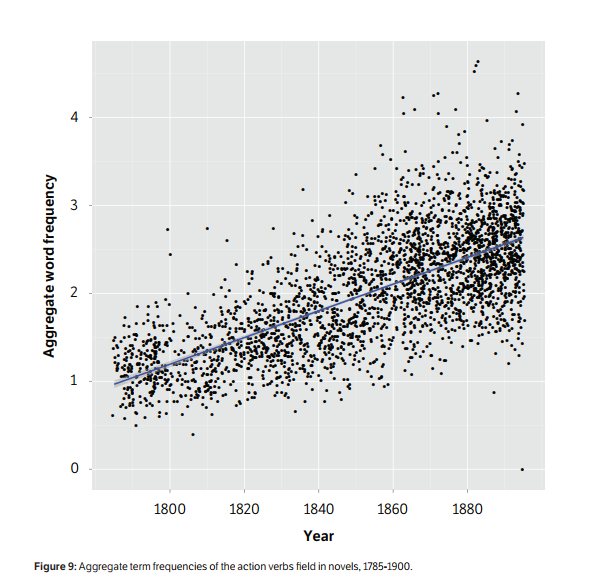 Aggregate word frequency
4
3
2
1
0
1800 1820 1840 1860 1880
Year
Figure 9: Aggregate term frequencies of the action verbs field in novels, 1785-1900.